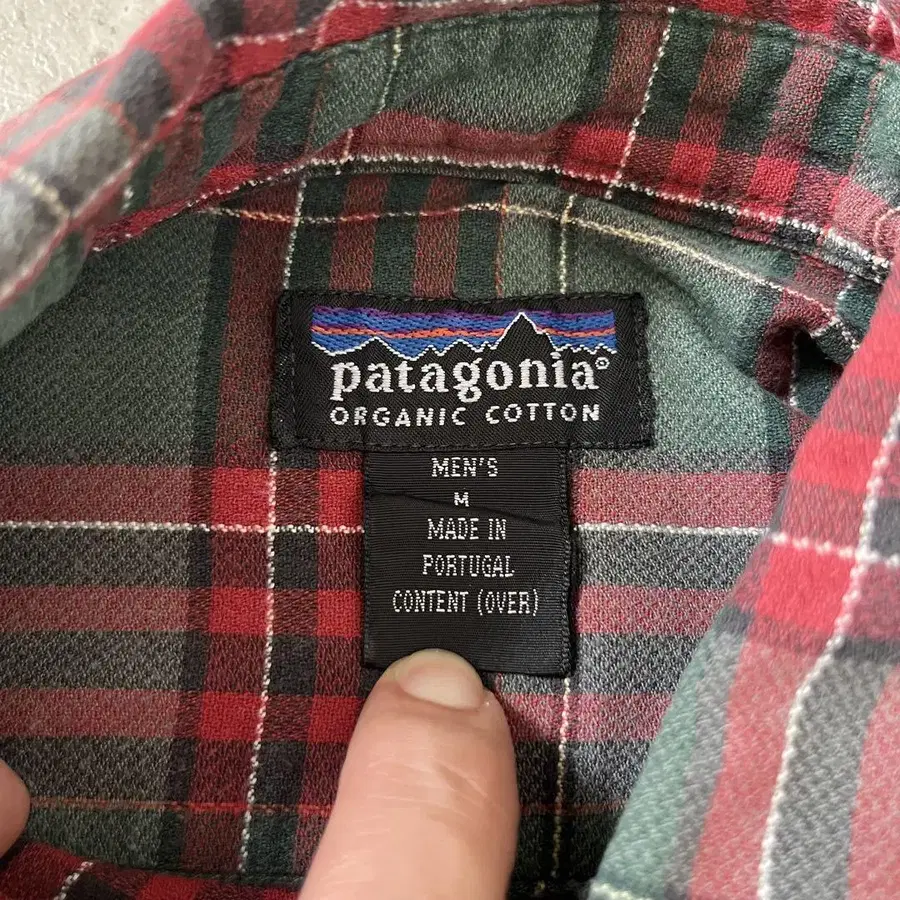 patagonia®
ORGANIC COTTON
MEN'S
M
MADE IN
PORTUGAL
CONTENT (OVER)